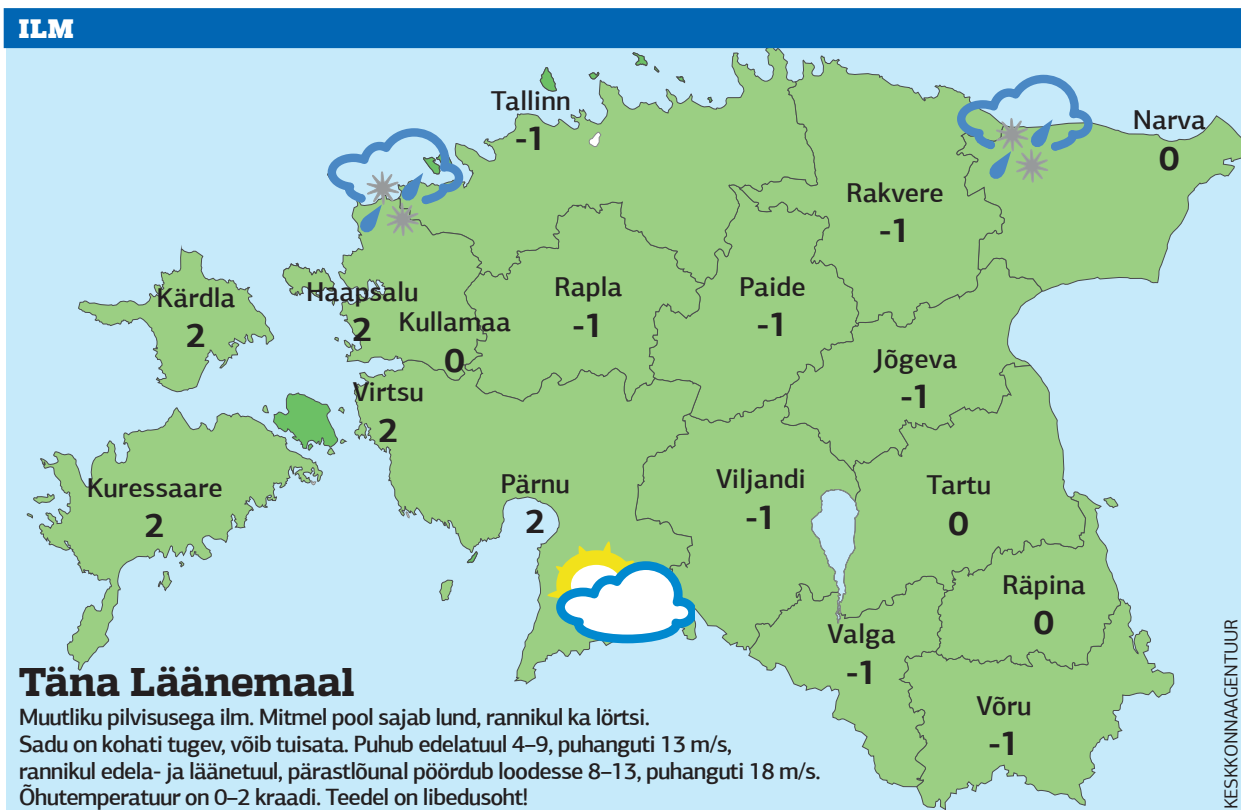 ILM
Tallinn
-1
Narva
0
Rakvere
-1
Kärdla
2
Haapsalu
2
Kullamaa
0
Rapla
-1
Paide
-1
Jõgeva
-1
Virtsu
2
Kuressaare
2
Pärnu
2
Viljandi
-1
Tartu
0
Räpina
0
Valga
-1
Võru
-1
Täna Läänemaal
Muutliku pilvisusega ilm. Mitmel pool sajab lund, rannikul ka lörtsi.
Sadu on kohati tugev, võib tuisata. Puhub edelatuul 4–9, puhanguti 13 m/s,
rannikul edela- ja läänetuul, pärastlõunal pöördub loodesse 8–13, puhanguti 18 m/s.
Õhutemperatuur on 0–2 kraadi. Teedel on libedusoht!
KESKKONNAAGENTUUR